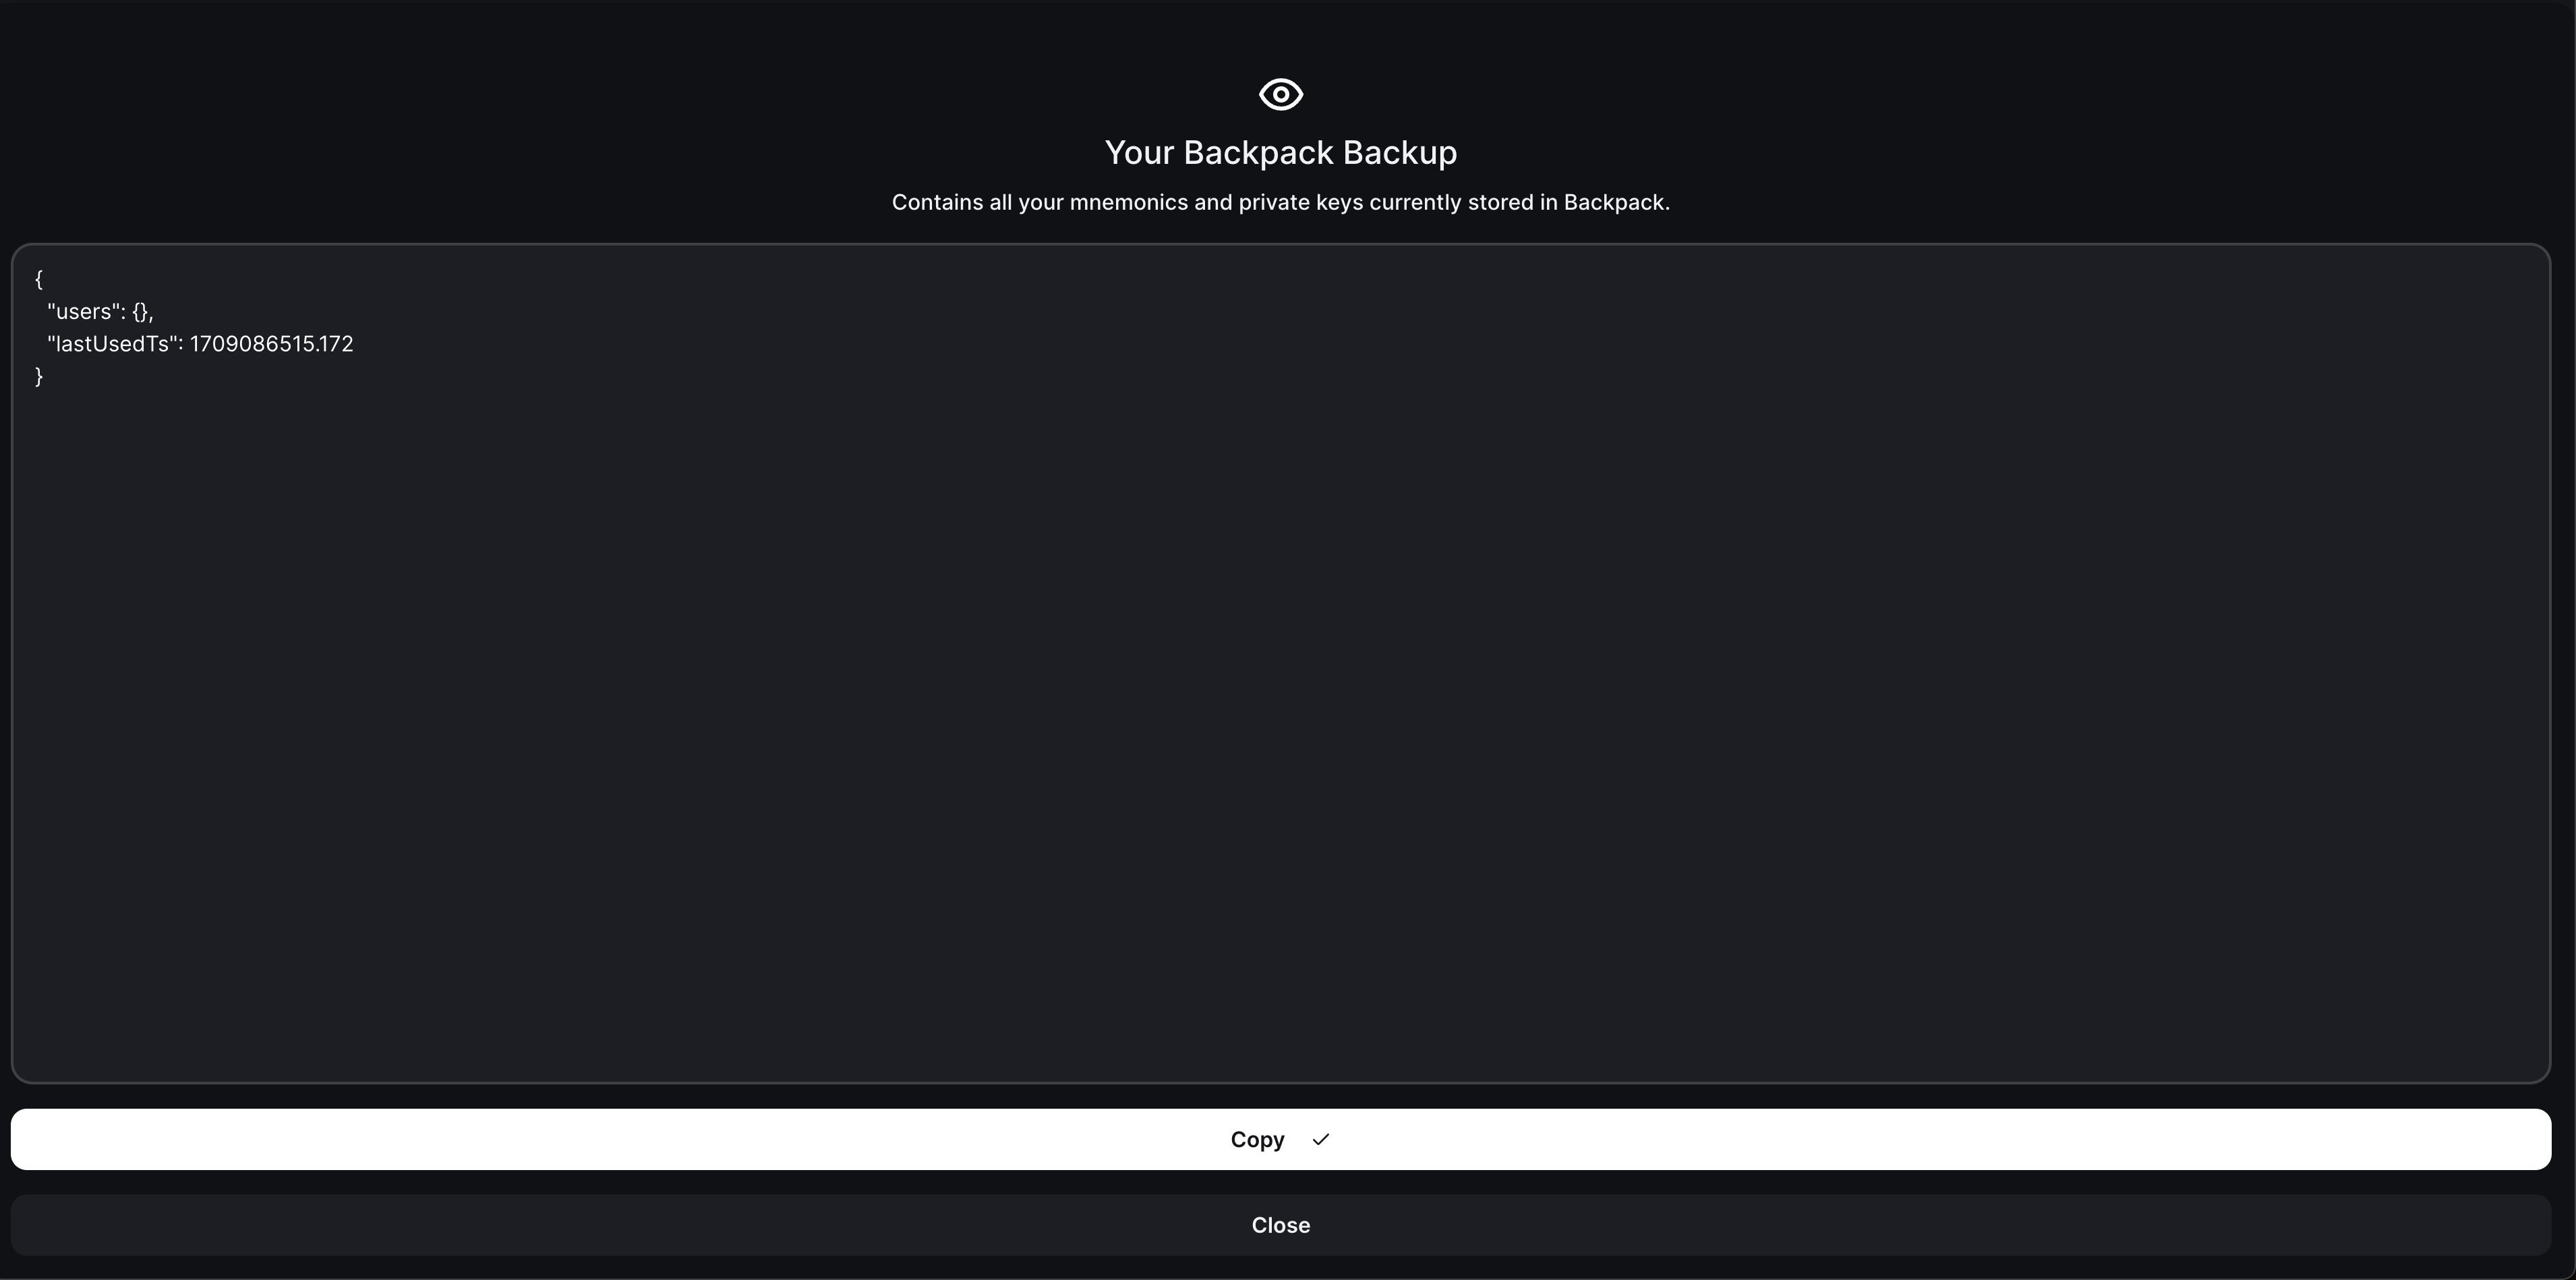 Your Backpack Backup
Contains all your mnemonics and private keys currently stored in Backpack.
{
  "users": {},
  "lastUsedTs": 1709086515.172
}
Copy
Close